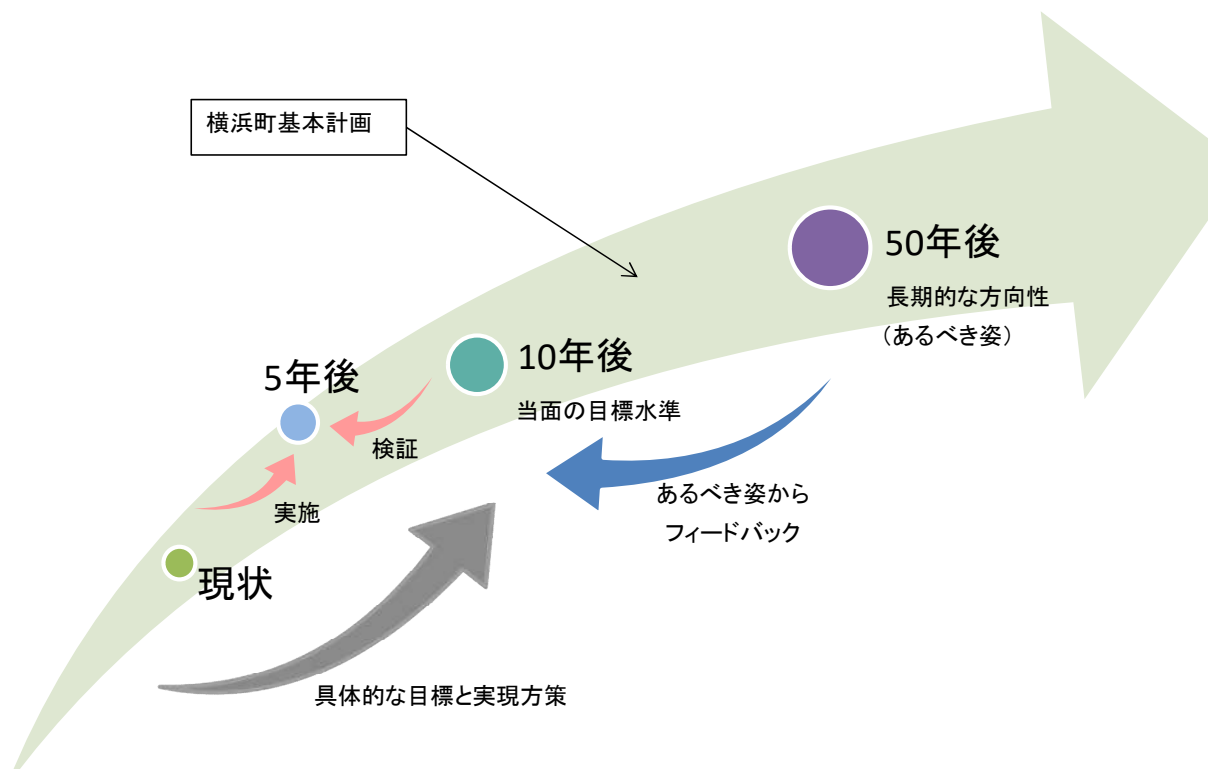 横浜町基本計画
50年後
長期的な方向性
（あるべき姿）
10年後
当面の目標水準
5年後
検証
実施
あるべき姿から
フィードバック
現状
具体的な目標と実現方策